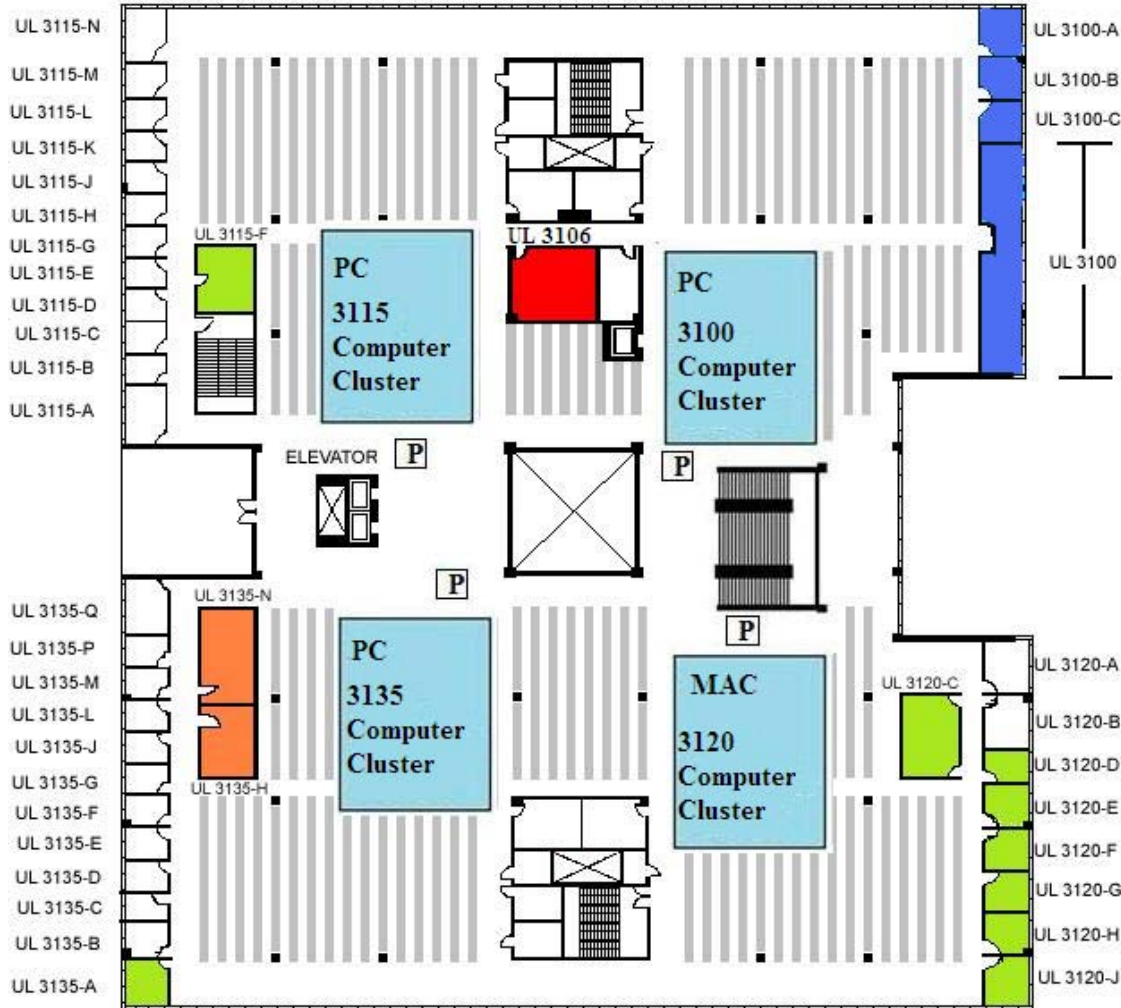 UL 3115-N
UL 3115-M
UL 3115-L
UL 3115-K
UL 3115-J
UL 3115-H
UL 3115-G
UL 3115-E
UL 3115-D
UL 3115-C
UL 3115-B
UL 3115-A
UL 3115-F
PC
3115
Computer
Cluster
UL 3106
PC
3100
Computer
Cluster
UL 3100-A
UL 3100-B
UL 3100-C
UL 3100
ELEVATOR
P
P
P
P
UL 3135-Q
UL 3135-P
UL 3135-M
UL 3135-L
UL 3135-J
UL 3135-G
UL 3135-F
UL 3135-E
UL 3135-D
UL 3135-C
UL 3135-B
UL 3135-A
UL 3135-N
UL 3135-H
PC
3135
Computer
Cluster
MAC
3120
Computer
Cluster
UL 3120-C
UL 3120-A
UL 3120-B
UL 3120-D
UL 3120-E
UL 3120-F
UL 3120-G
UL 3120-H
UL 3120-J